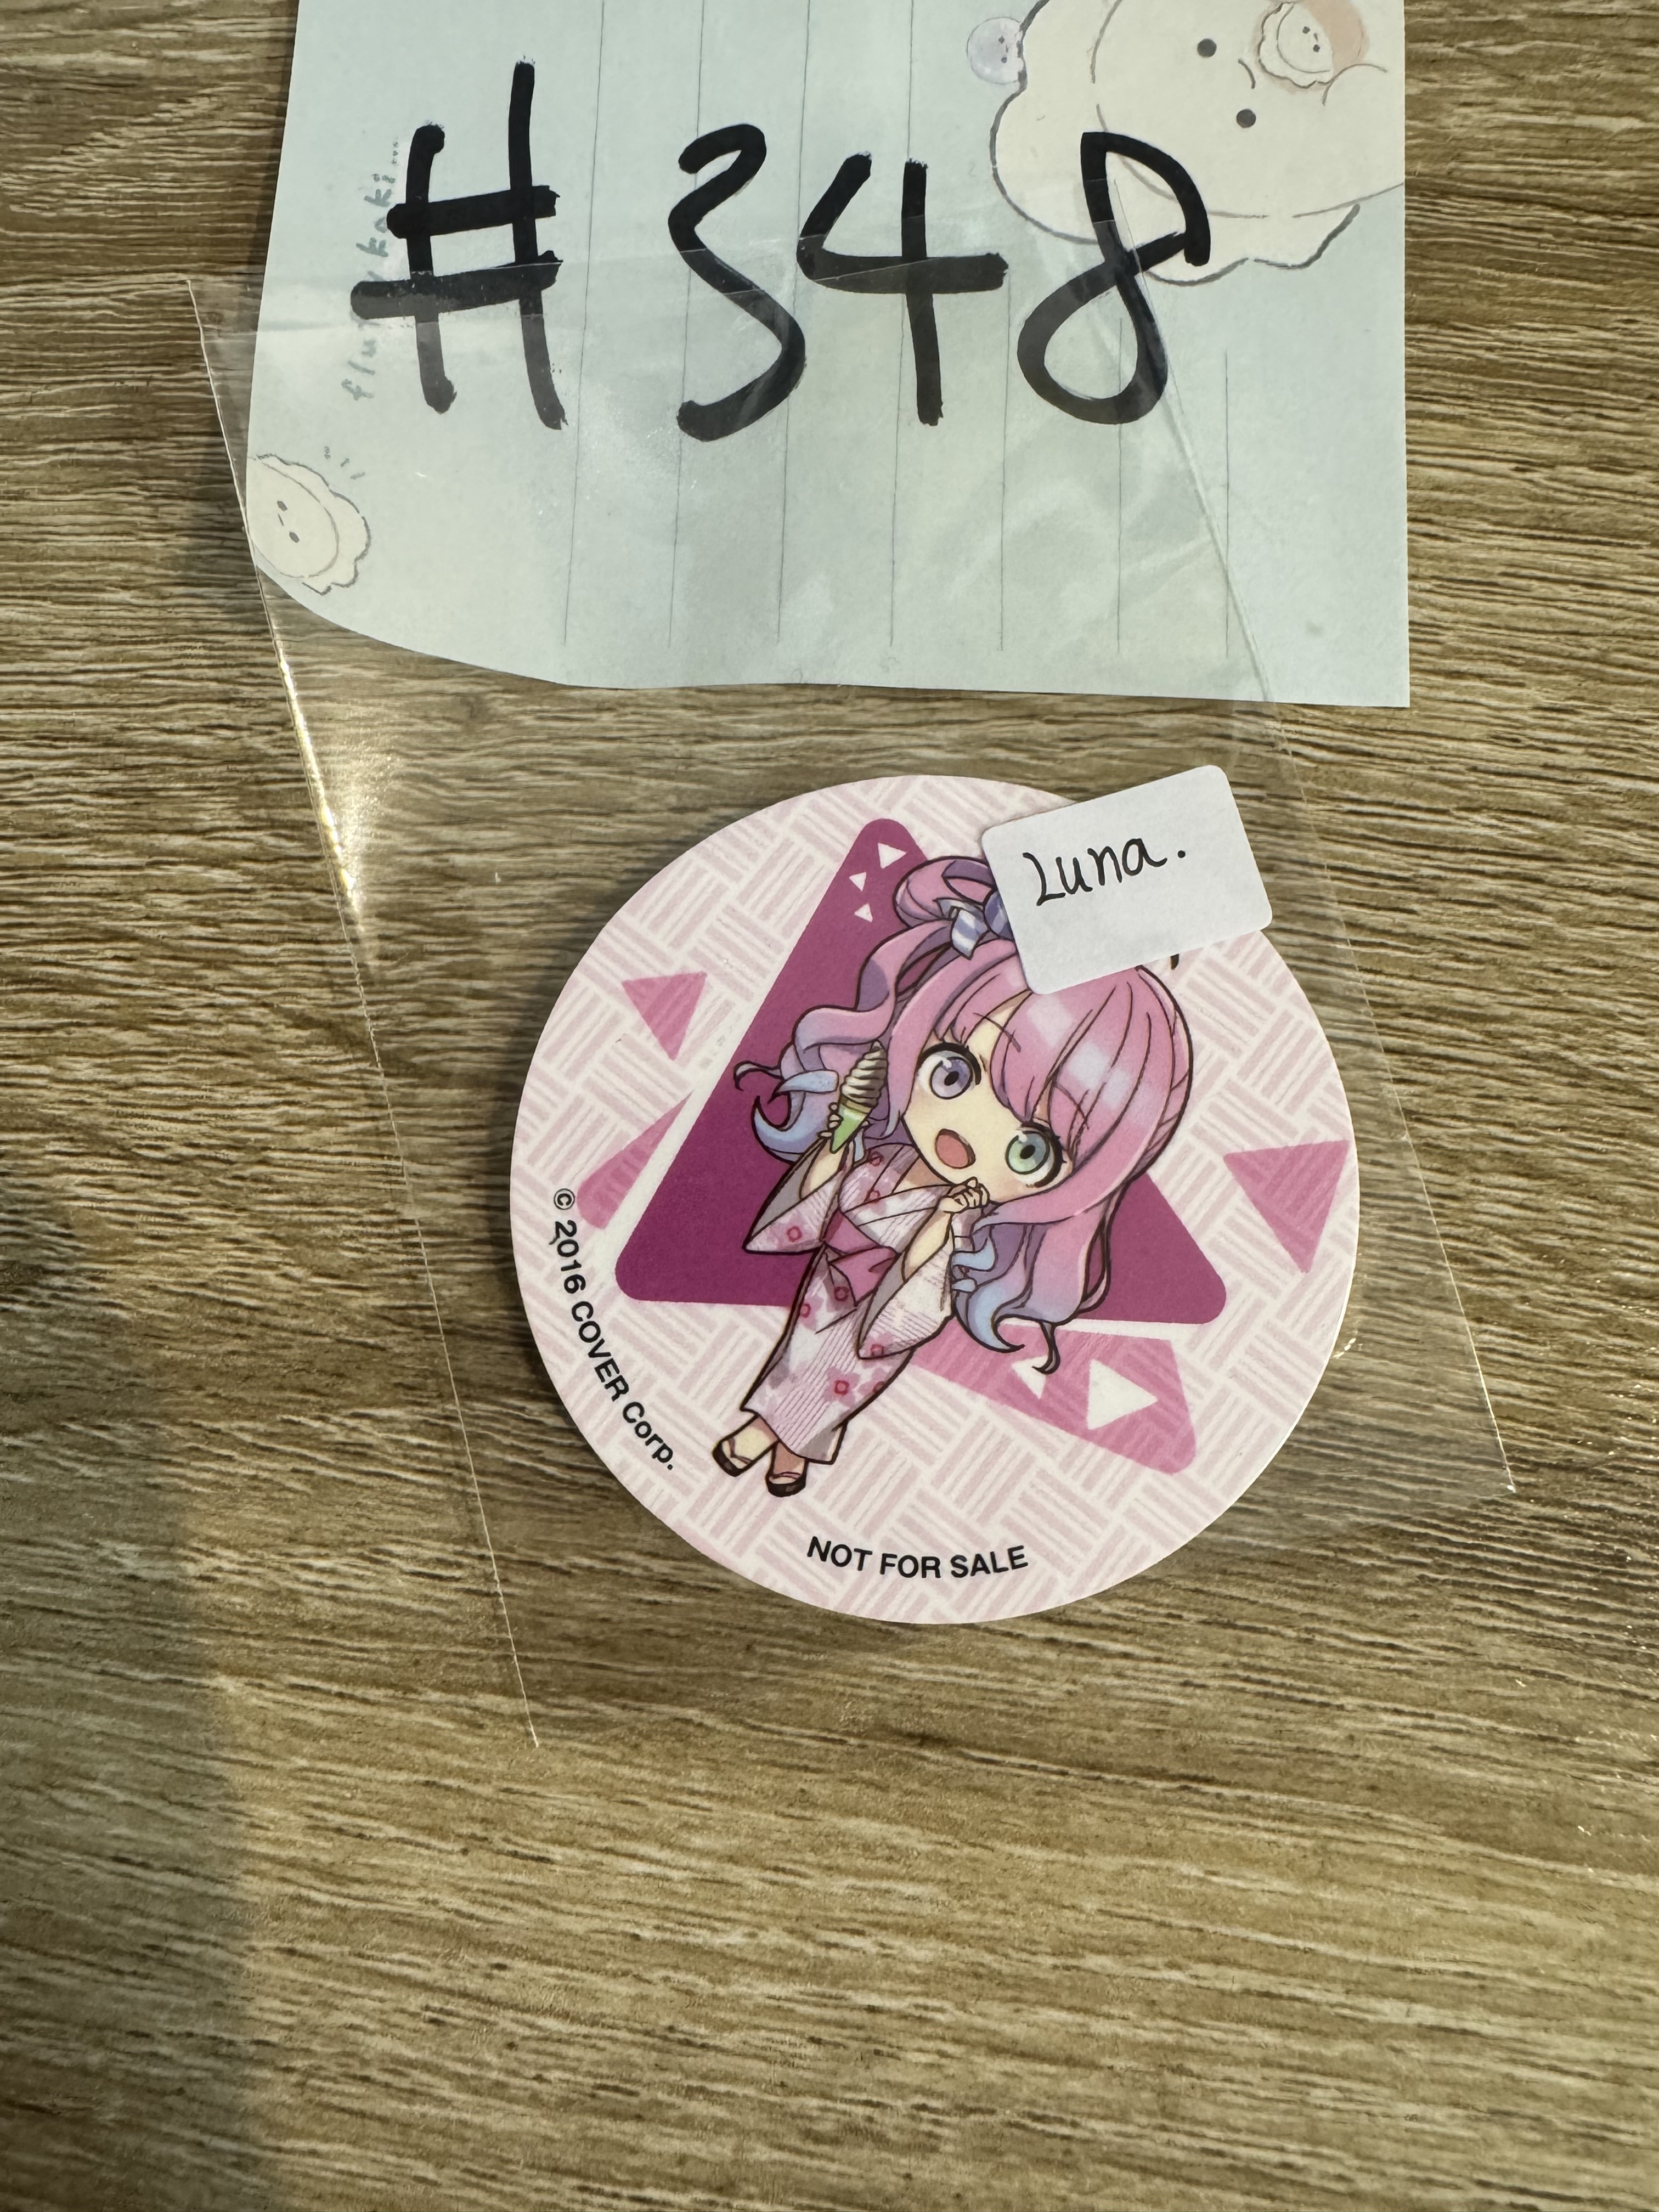 #348
Luna.
© 2016 COVER Corp.
NOT FOR SALE